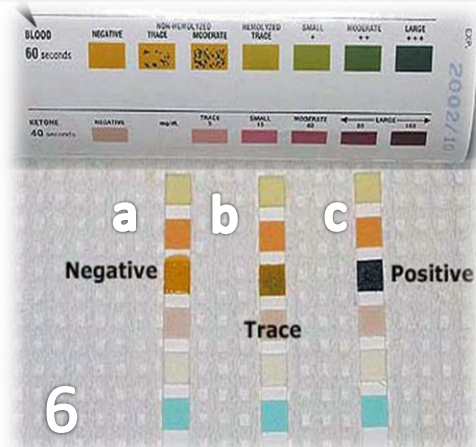 BLOOD
60 seconds
NEGATIVE
NON-HEMOLYZED
TRACE MODERATE
HEMOLYZED
TRACE
SMALL
+
MODERATE
++
LARGE
+++
EXP.
2002/10
KETONE
40 seconds
NEGATIVE
mg/dL
TRACE
5
SMALL
15
MODERATE
40
LARGE
80 160
a b c
Negative
Positive
Trace
6